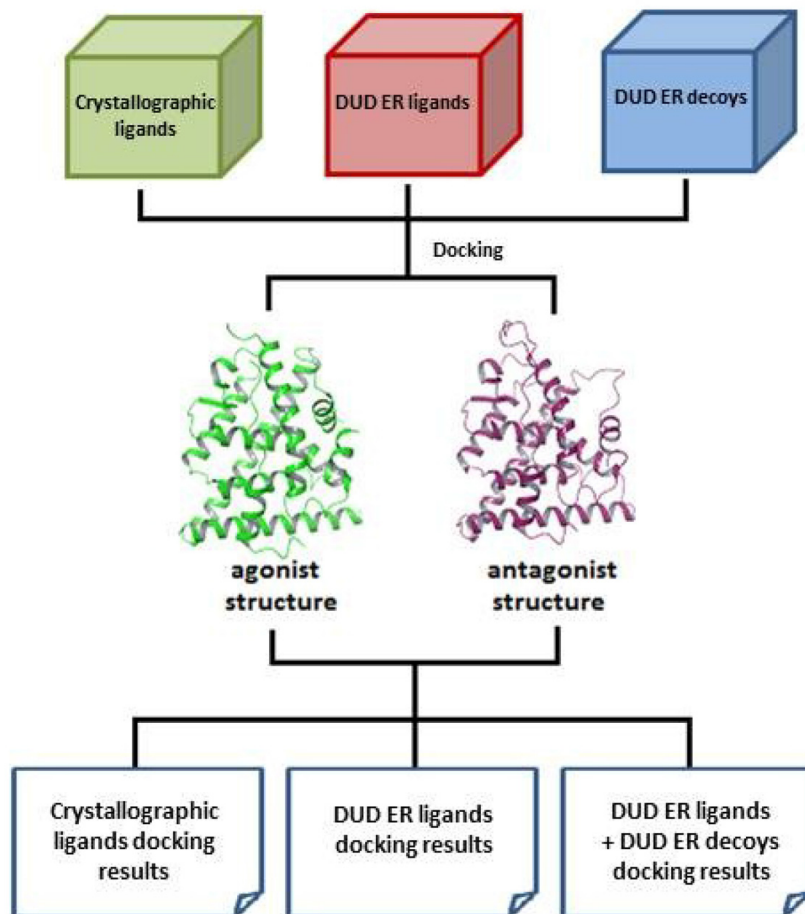 Crystallographic
ligands
DUD ER ligands
DUD ER decoys
Docking
agonist
structure
antagonist
structure
Crystallographic
ligands docking
results
DUD ER ligands
docking results
DUD ER ligands
+ DUD ER decoys
docking results